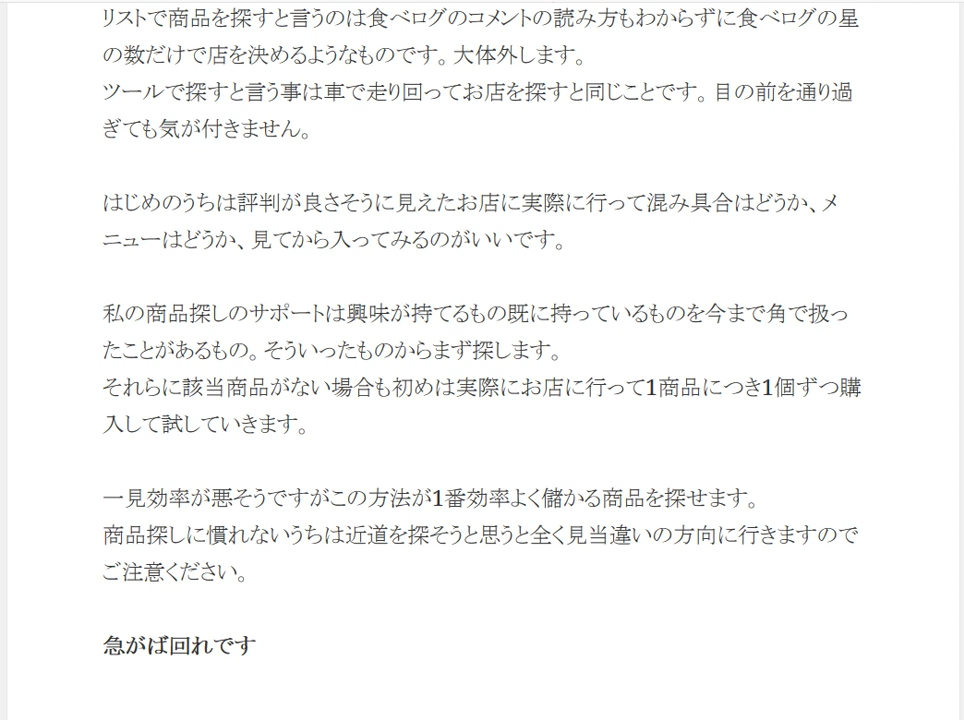 リストで商品を探すと言うのは食べログのコメントの読み方もわからずに食べログの星
の数だけで店を決めるようなものです。大体外します。
ツールで探すと言う事は車で走り回ってお店を探すと同じことです。目の前を通り過
ぎても気が付きません。
はじめのうちは評判が良さそうに見えたお店に実際に行って混み具合はどうか、メ
ニューはどうか、見てから入ってみるのがいいです。
私の商品探しのサポートは興味が持てるもの既に持っているものを今まで角で扱っ
たことがあるもの。そういったものからまず探します。
それらに該当商品がない場合も初めは実際にお店に行って1商品につき1個ずつ購
入して試していきます。
一見効率が悪そうですがこの方法が1番効率よく儲かる商品を探せます。
商品探しに慣れないうちは近道を探そうと思うと全く見当違いの方向に行きますので
ご注意ください。
急がば回れです